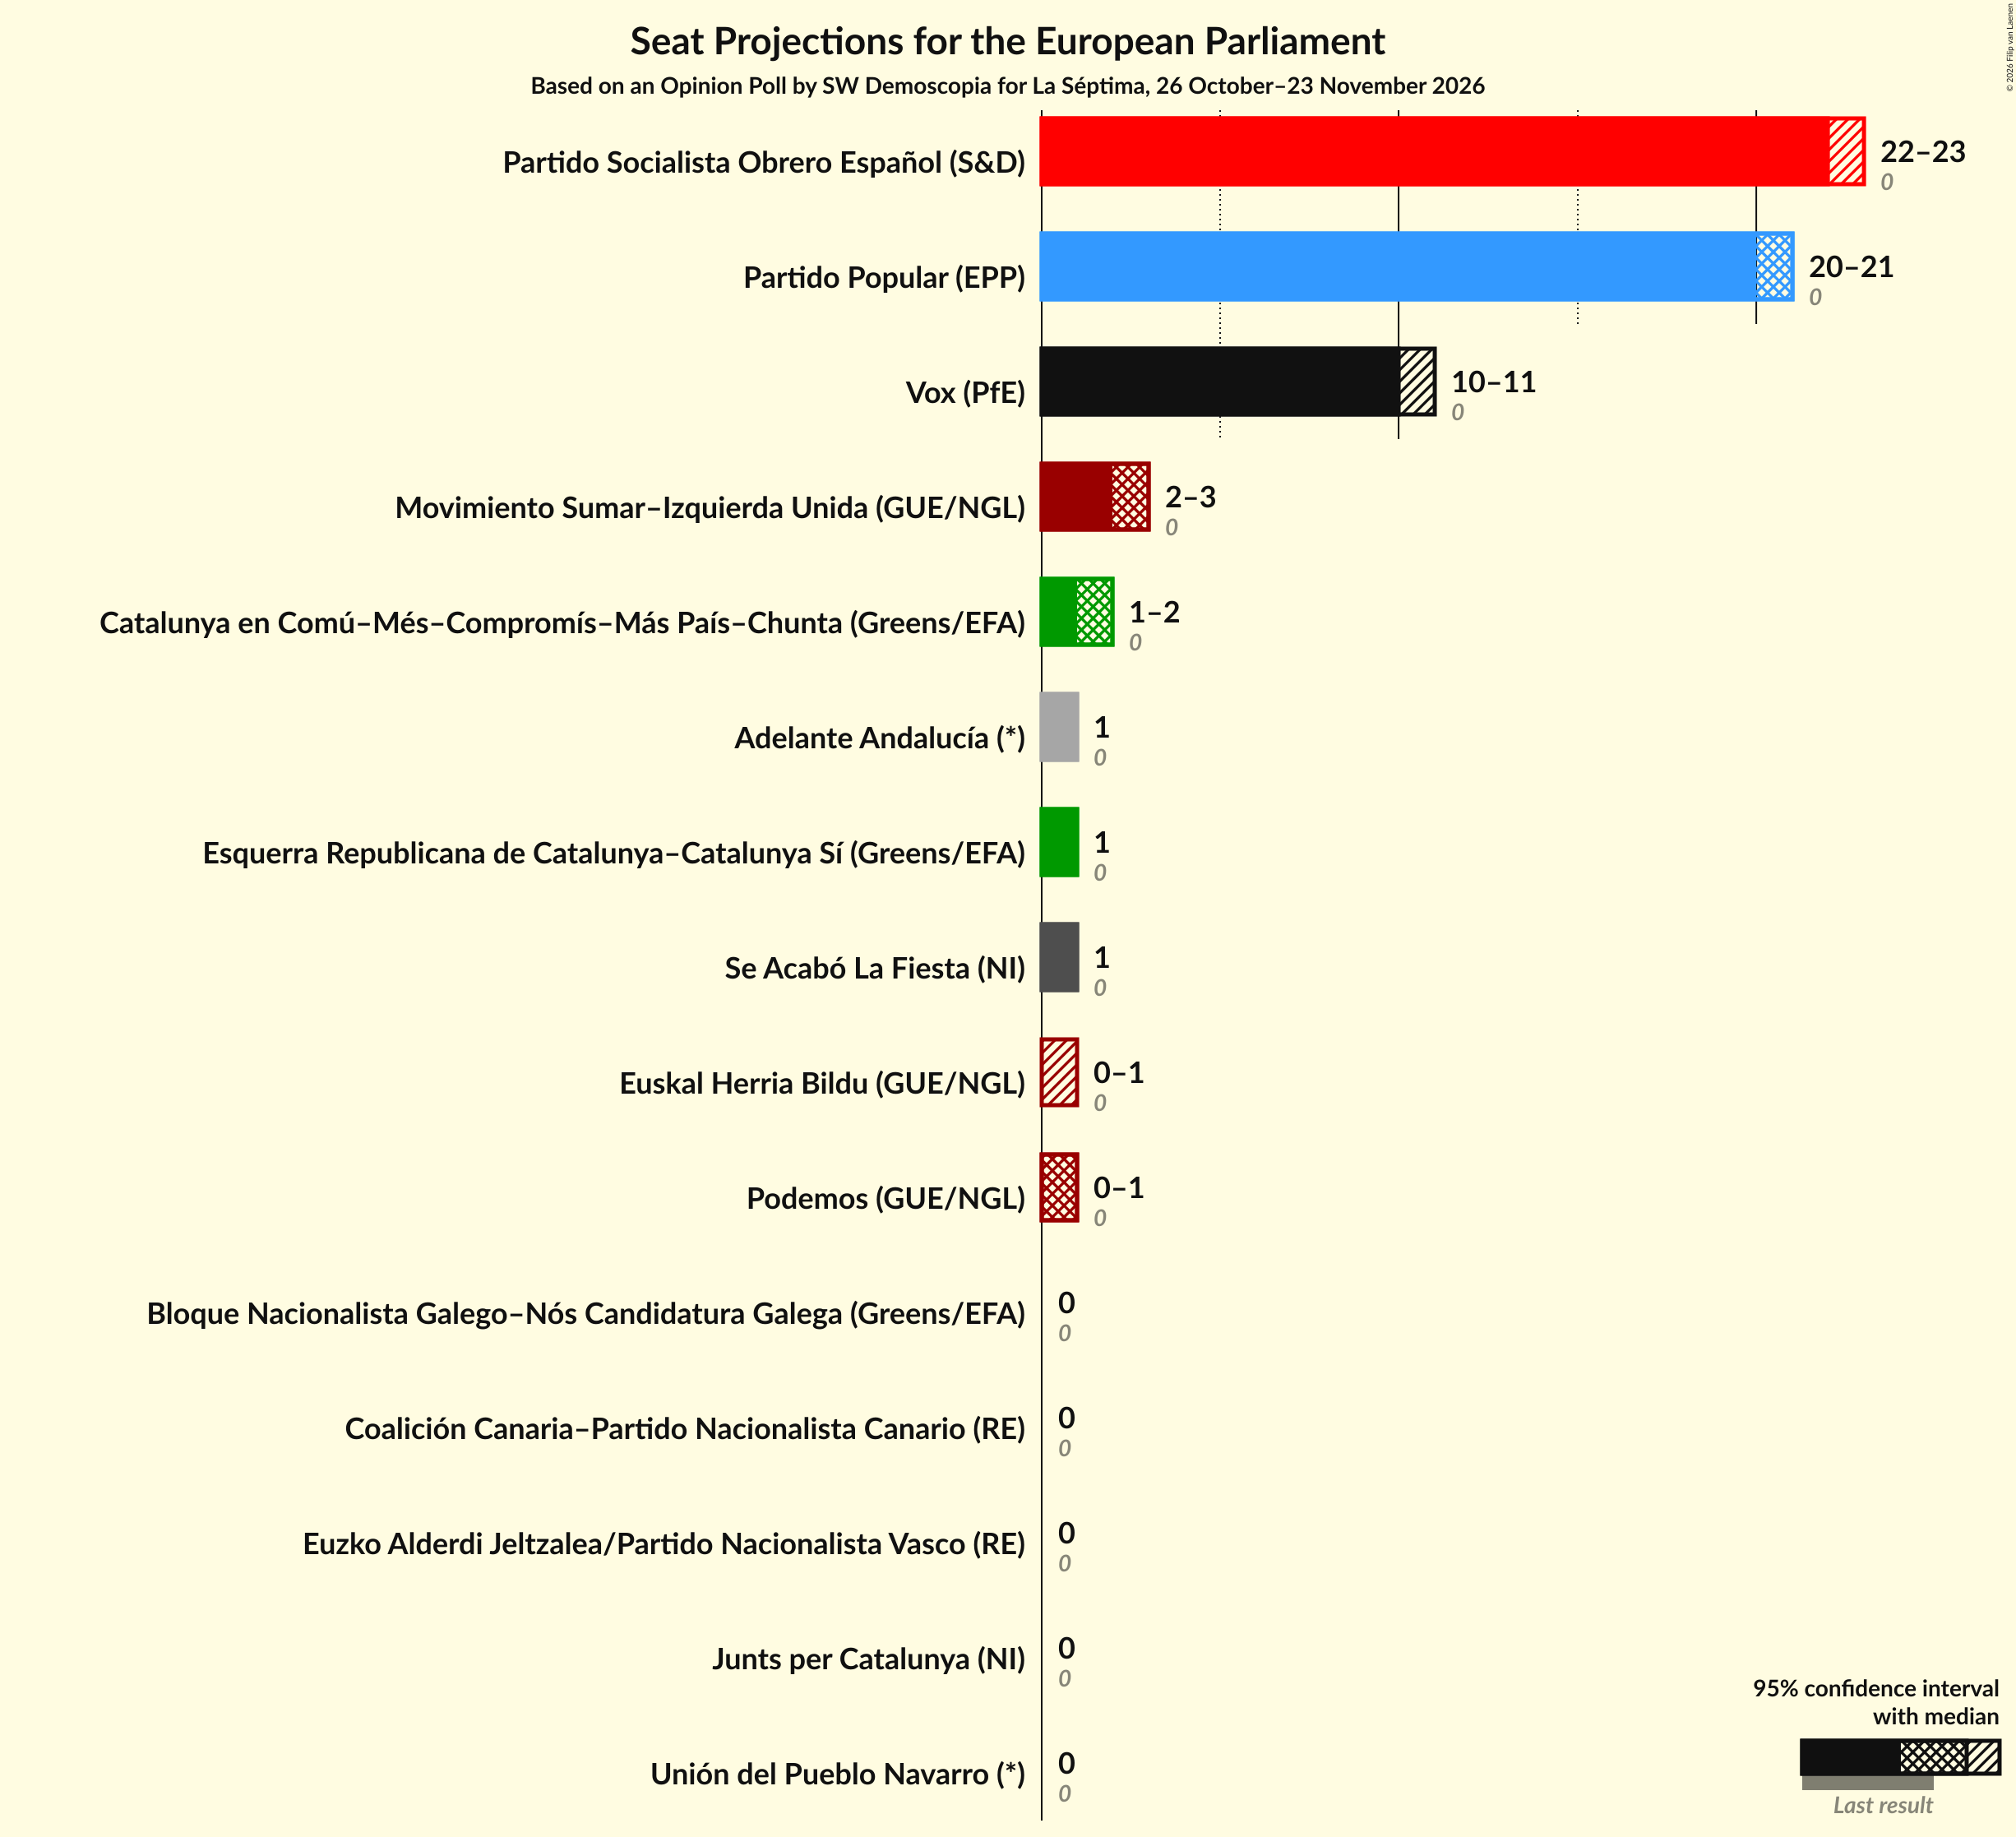 Seat Projections for the European Parliament
Based on an Opinion Poll by SW Demoscopia for La Séptima, 26 October–23 November 2026
© 2026 Filip van Laenen
Partido Socialista Obrero Español (S&D)
22–23
0
Partido Popular (EPP)
20–21
0
Vox (PfE)
10–11
0
Movimiento Sumar–Izquierda Unida (GUE/NGL)
2–3
0
Catalunya en Comú–Més–Compromís–Más País–Chunta (Greens/EFA)
1–2
0
Adelante Andalucía (*)
1
0
Esquerra Republicana de Catalunya–Catalunya Sí (Greens/EFA)
1
0
Se Acabó La Fiesta (NI)
1
0
Euskal Herria Bildu (GUE/NGL)
0–1
0
Podemos (GUE/NGL)
0–1
0
Bloque Nacionalista Galego–Nós Candidatura Galega (Greens/EFA)
0
0
Coalición Canaria–Partido Nacionalista Canario (RE)
0
0
Euzko Alderdi Jeltzalea/Partido Nacionalista Vasco (RE)
0
0
Junts per Catalunya (NI)
0
0
Unión del Pueblo Navarro (*)
0
0
95% confidence interval
with median
Last result